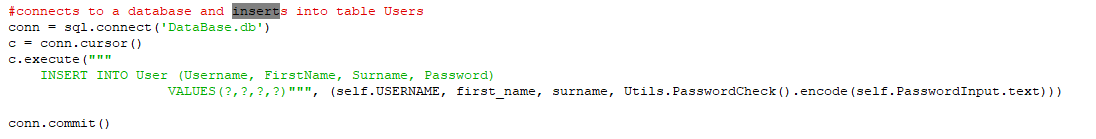 #connects to a database and inserts into table Users
conn = sql.connect('DataBase.db')
c = conn.cursor()
c.execute("""
    INSERT INTO User (Username, FirstName, Surname, Password)
                    VALUES(?,?,?,?)""", (self.USERNAME, first_name, surname, Utils.PasswordCheck().encode(self.PasswordInput.text)))
conn.commit()